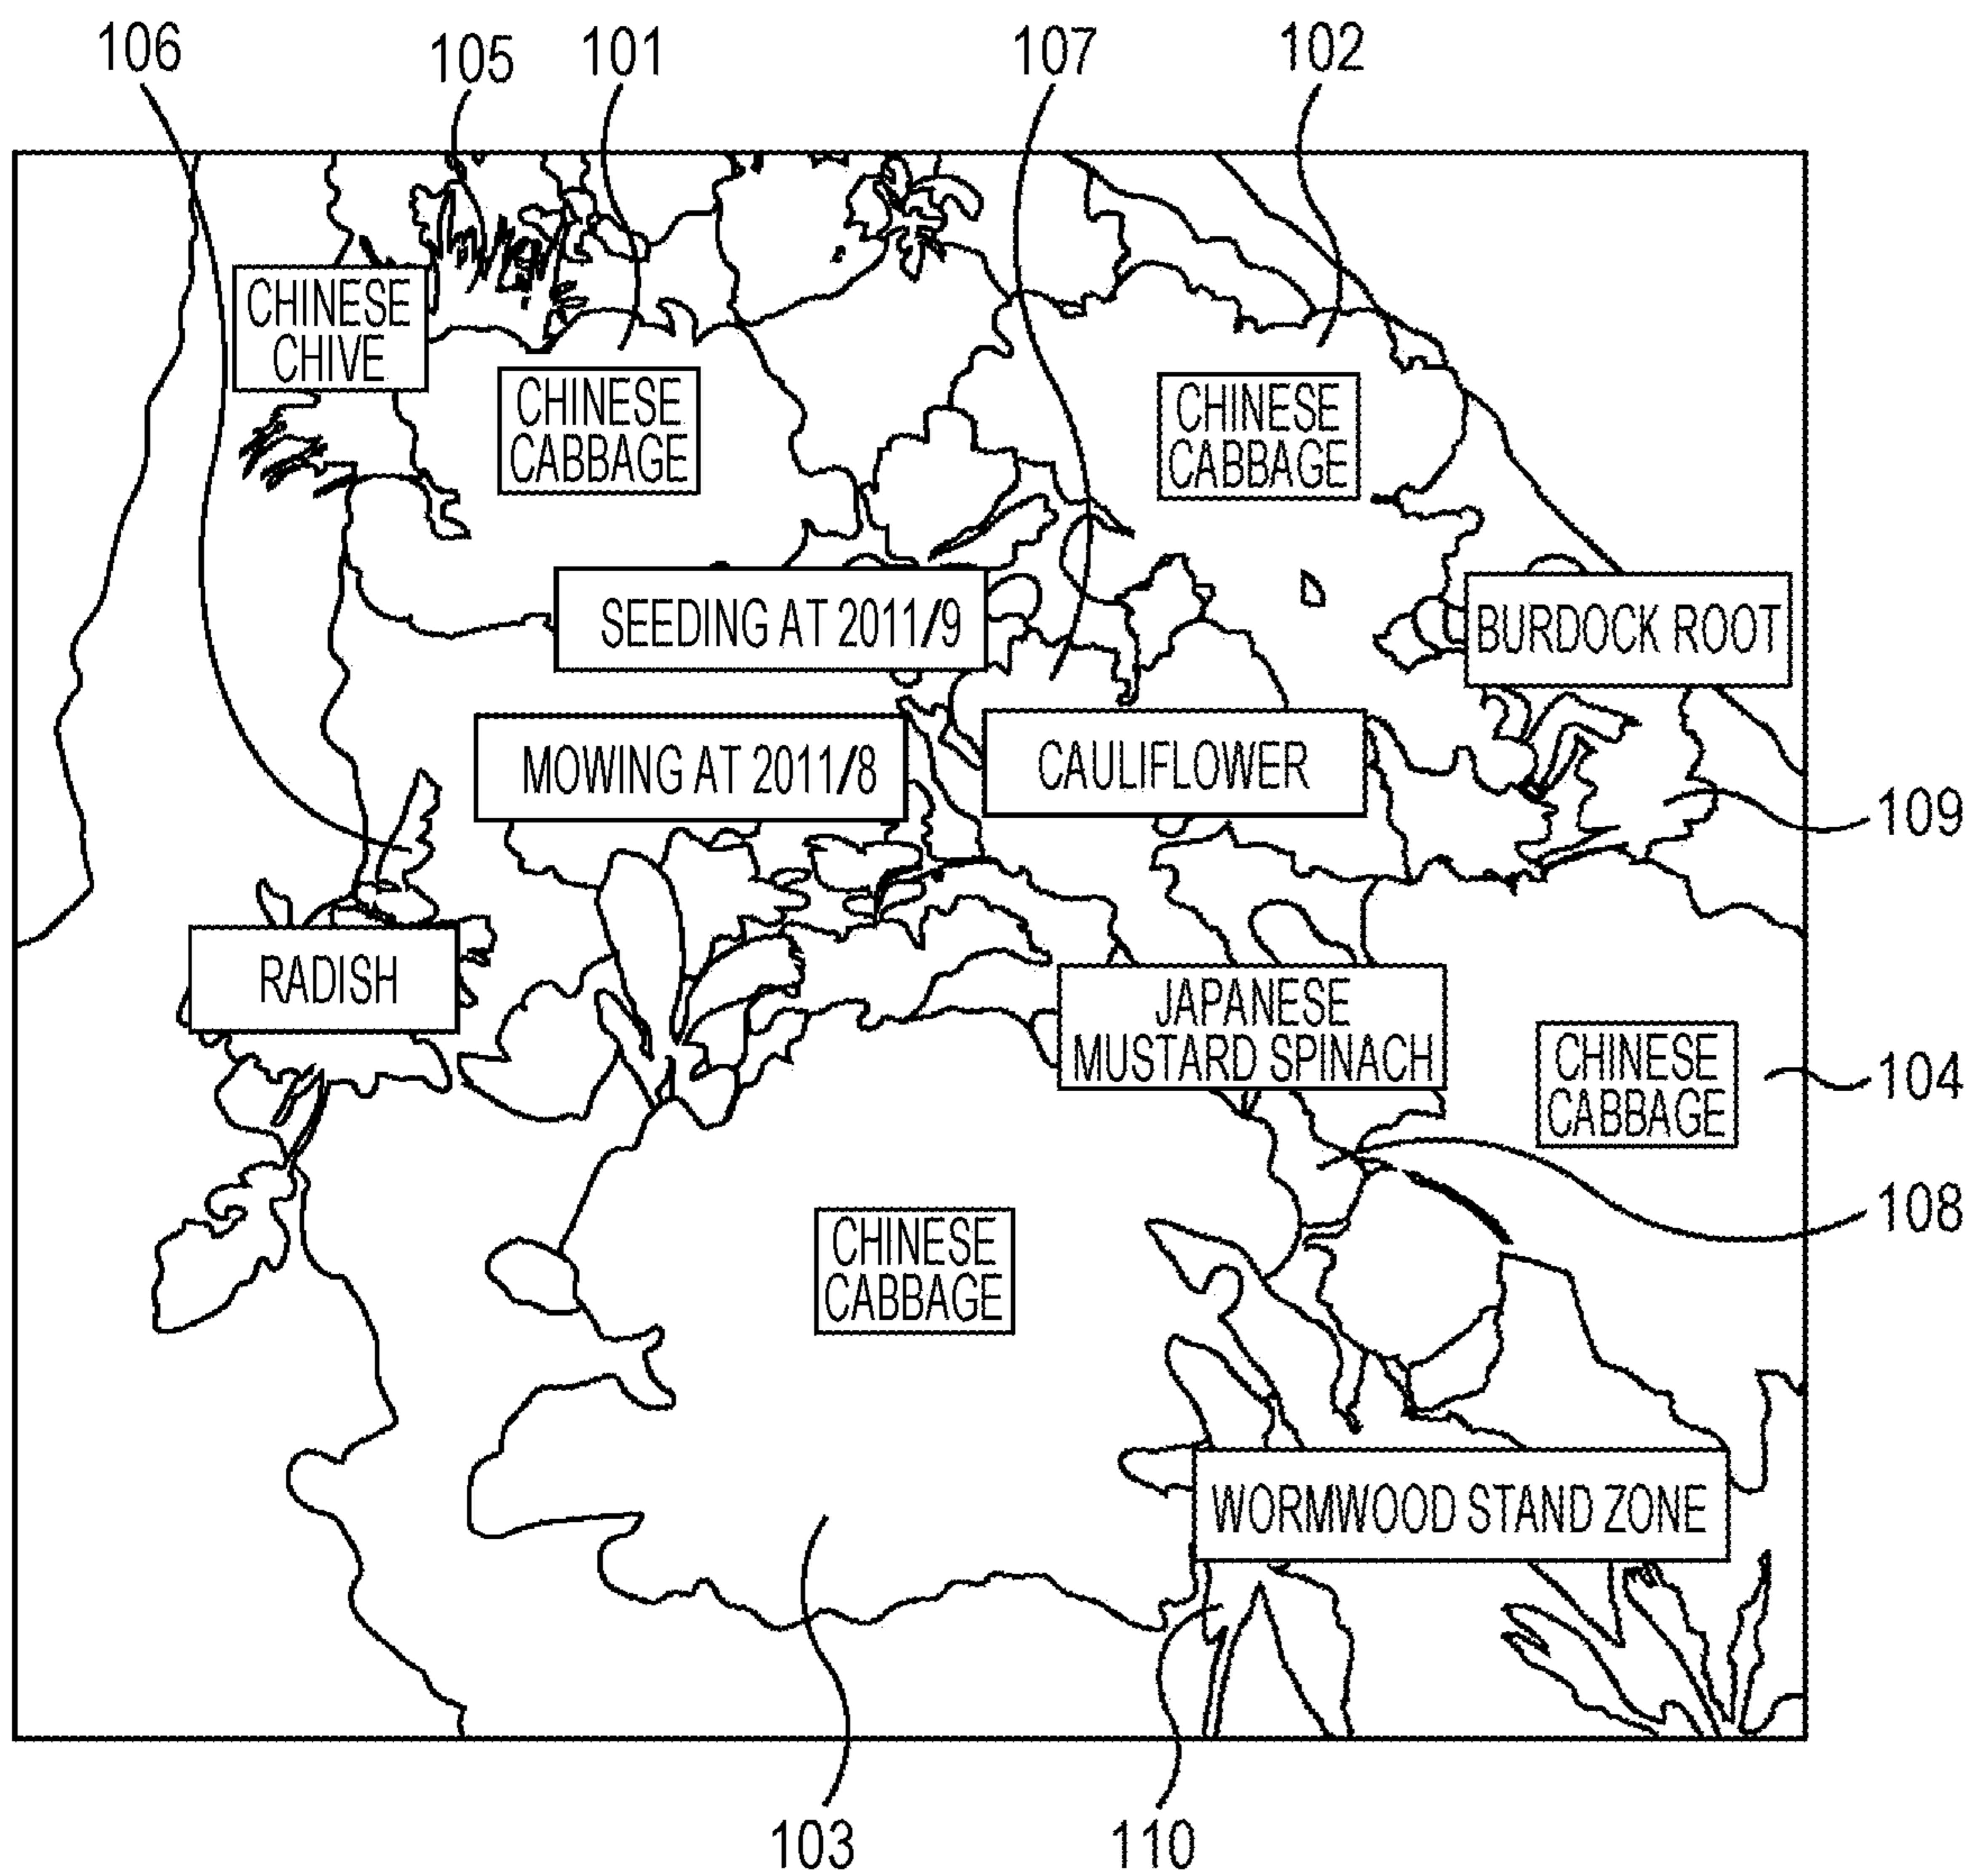 106
105
101
107
102
CHINESE
CHIVE
CHINESE
CABBAGE
CHINESE
CABBAGE
SEEDING AT 2011/9
BURDOCK ROOT
MOWING AT 2011/8
CAULIFLOWER
109
RADISH
JAPANESE
MUSTARD SPINACH
CHINESE
CABBAGE
104
108
CHINESE
CABBAGE
WORMWOOD STAND ZONE
103
110